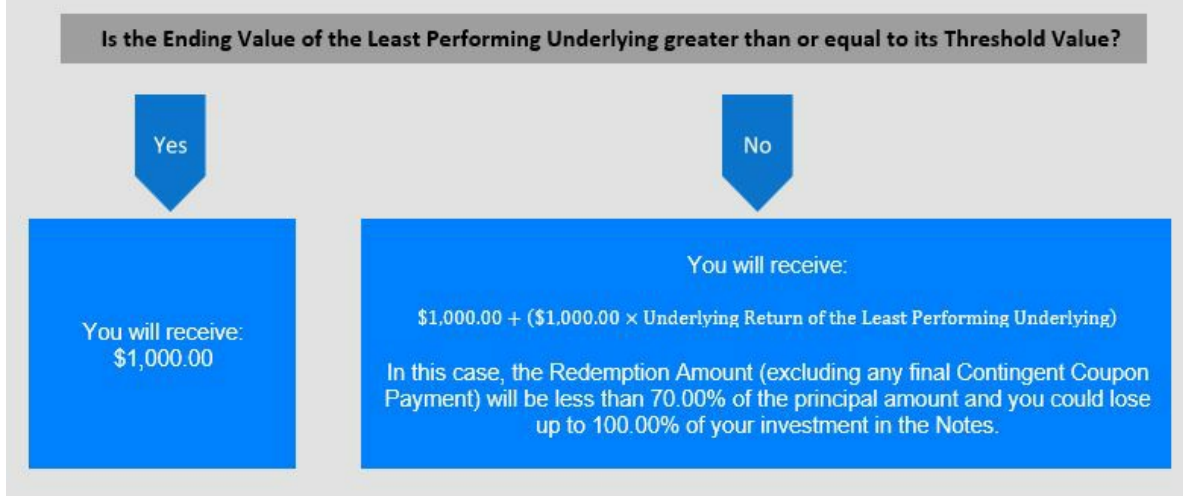 Is the Ending Value of the Least Performing Underlying greater than or equal to its Threshold Value?
Yes
No
You will receive:
$1,000.00
You will receive:
$1,000.00 + ($1,000.00 × Underlying Return of the Least Performing Underlying)
In this case, the Redemption Amount (excluding any final Contingent Coupon
Payment) will be less than 70.00% of the principal amount and you could lose
up to 100.00% of your investment in the Notes.